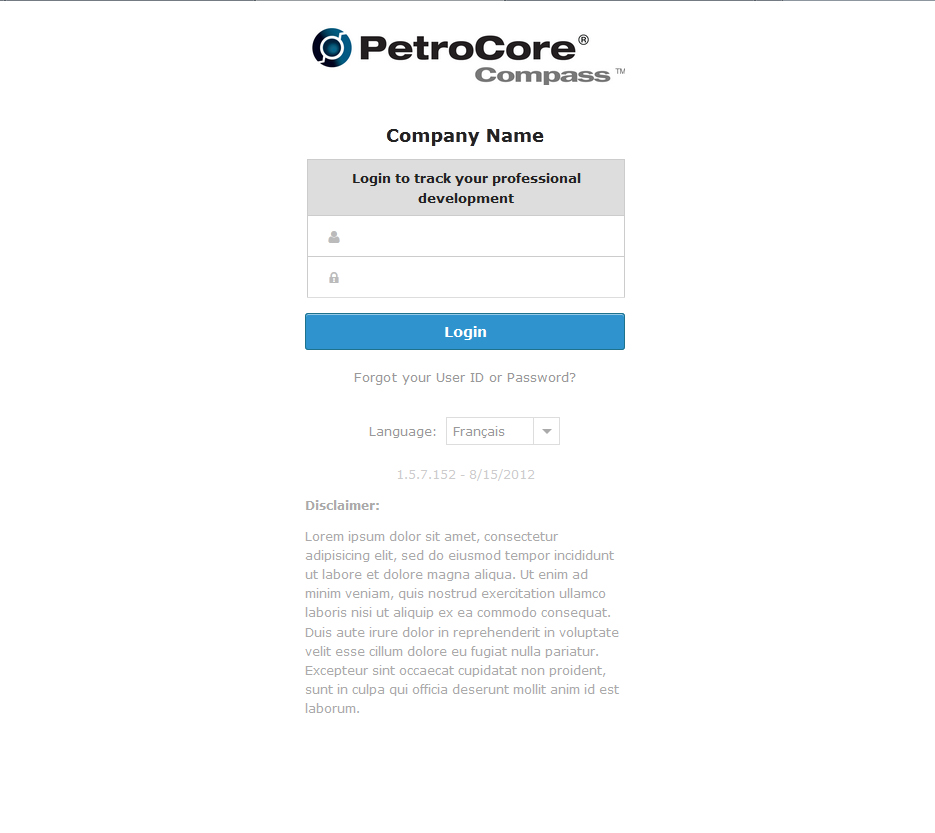 PetroCore®
Compass™
Company Name
Login to track your professional
development
Login
Forgot your User ID or Password?
Language: Français
1.5.7.152 - 8/15/2012
Disclaimer:
Lorem ipsum dolor sit amet, consectetur
adipisicing elit, sed do eiusmod tempor incididunt
ut labore et dolore magna aliqua. Ut enim ad
minim veniam, quis nostrud exercitation ullamco
laboris nisi ut aliquip ex ea commodo consequat.
Duis aute irure dolor in reprehenderit in voluptate
velit esse cillum dolore eu fugiat nulla pariatur.
Excepteur sint occaecat cupidatat non proident,
sunt in culpa qui officia deserunt mollit anim id est
laborum.